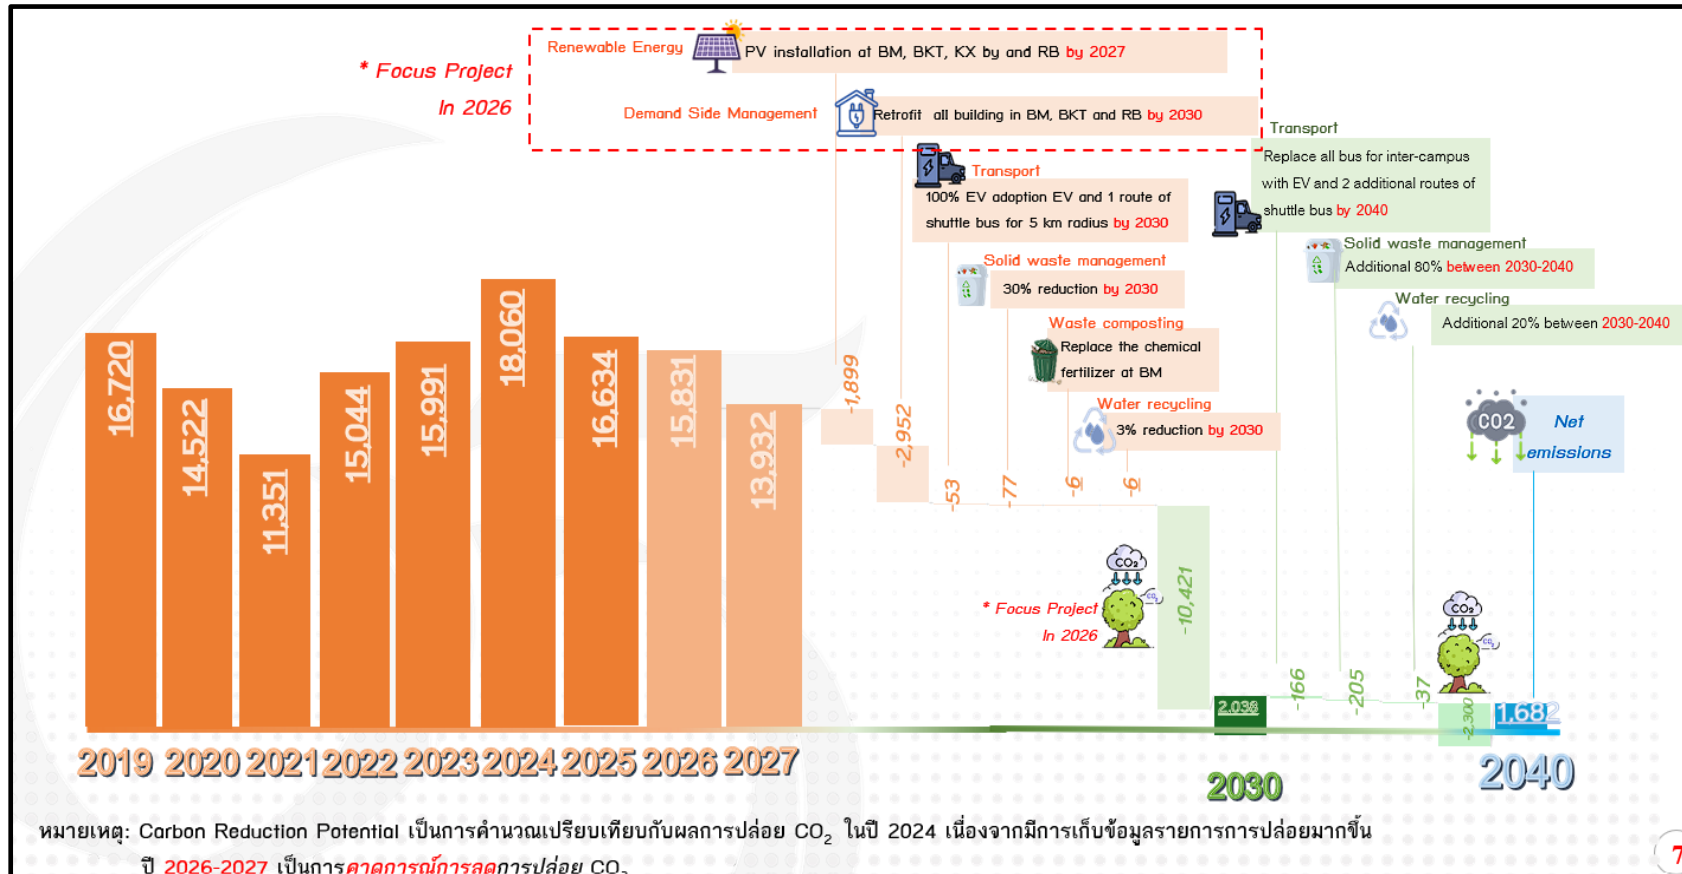 * Focus Project
In 2026
Renewable Energy
PV installation at BM, BKT, KX by and RB by 2027
Demand Side Management
Retrofit all building in BM, BKT and RB by 2030
Transport
100% EV adoption EV and 1 route of
shuttle bus for 5 km radius by 2030
Solid waste management
30% reduction by 2030
Waste composting
Replace the chemical
fertilizer at BM
Water recycling
3% reduction by 2030
Transport
Replace all bus for inter-campus
with EV and 2 additional routes of
shuttle bus by 2040
Solid waste management
Additional 80% between 2030-2040
Water recycling
Additional 20% between 2030-2040
CO2
Net
emissions
16,720
14,522
11,351
15,044
15,991
18,060
16,634
15,831
13,932
-1,899
-2,952
-53
-77
-6
-6
-10,421
CO₂
* Focus Project
In 2026
2,038
-166
-205
-37
CO₂
-2,300
1,682
2019
2020
2021
2022
2023
2024
2025
2026
2027
2030
2040
หมายเหตุ: Carbon Reduction Potential เป็นการคำนวณเปรียบเทียบกับผลการปล่อย CO₂ ในปี 2024 เนื่องจากมีการเก็บข้อมูลรายการการปล่อยมากขึ้น
ปี 2026-2027 เป็นการคาดการณ์การลดการปล่อย CO₂
7